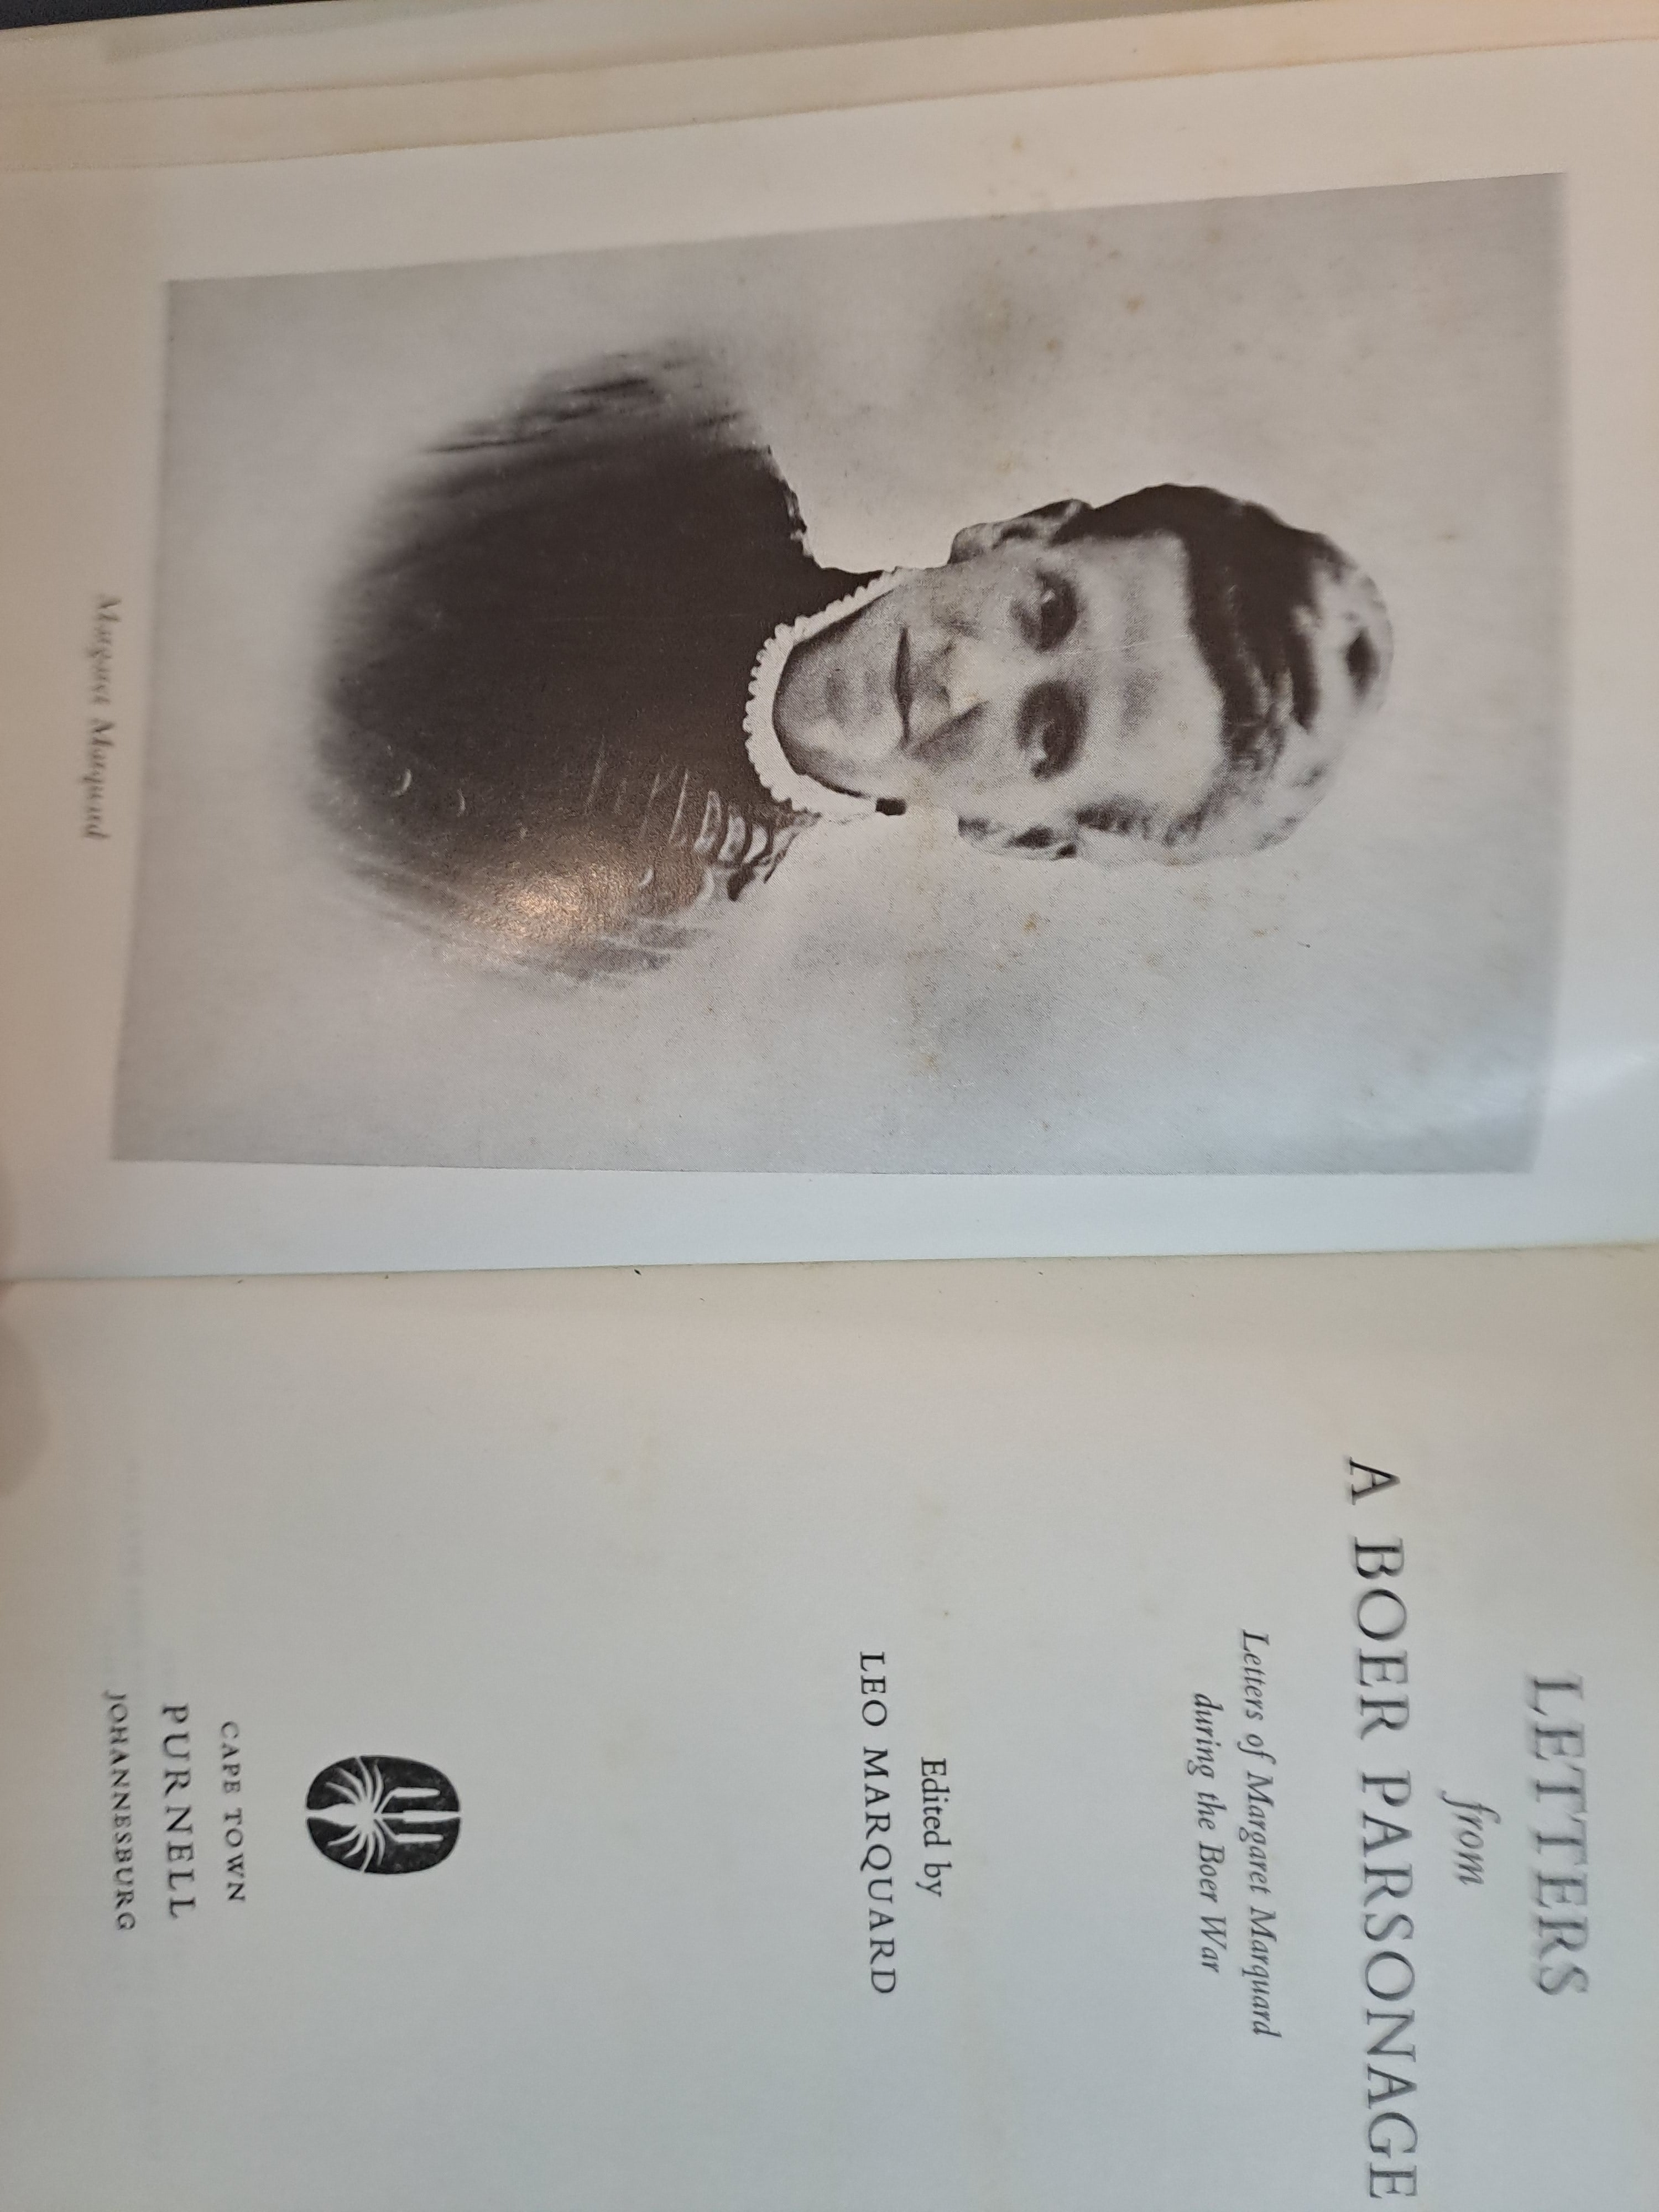 Margaret Marquard
LETTERS
from
A BOER PARSONAGE
Letters of Margaret Marquard
during the Boer War
Edited by
LEO MARQUARD
CAPE TOWN
PURNELL
JOHANNESBURG